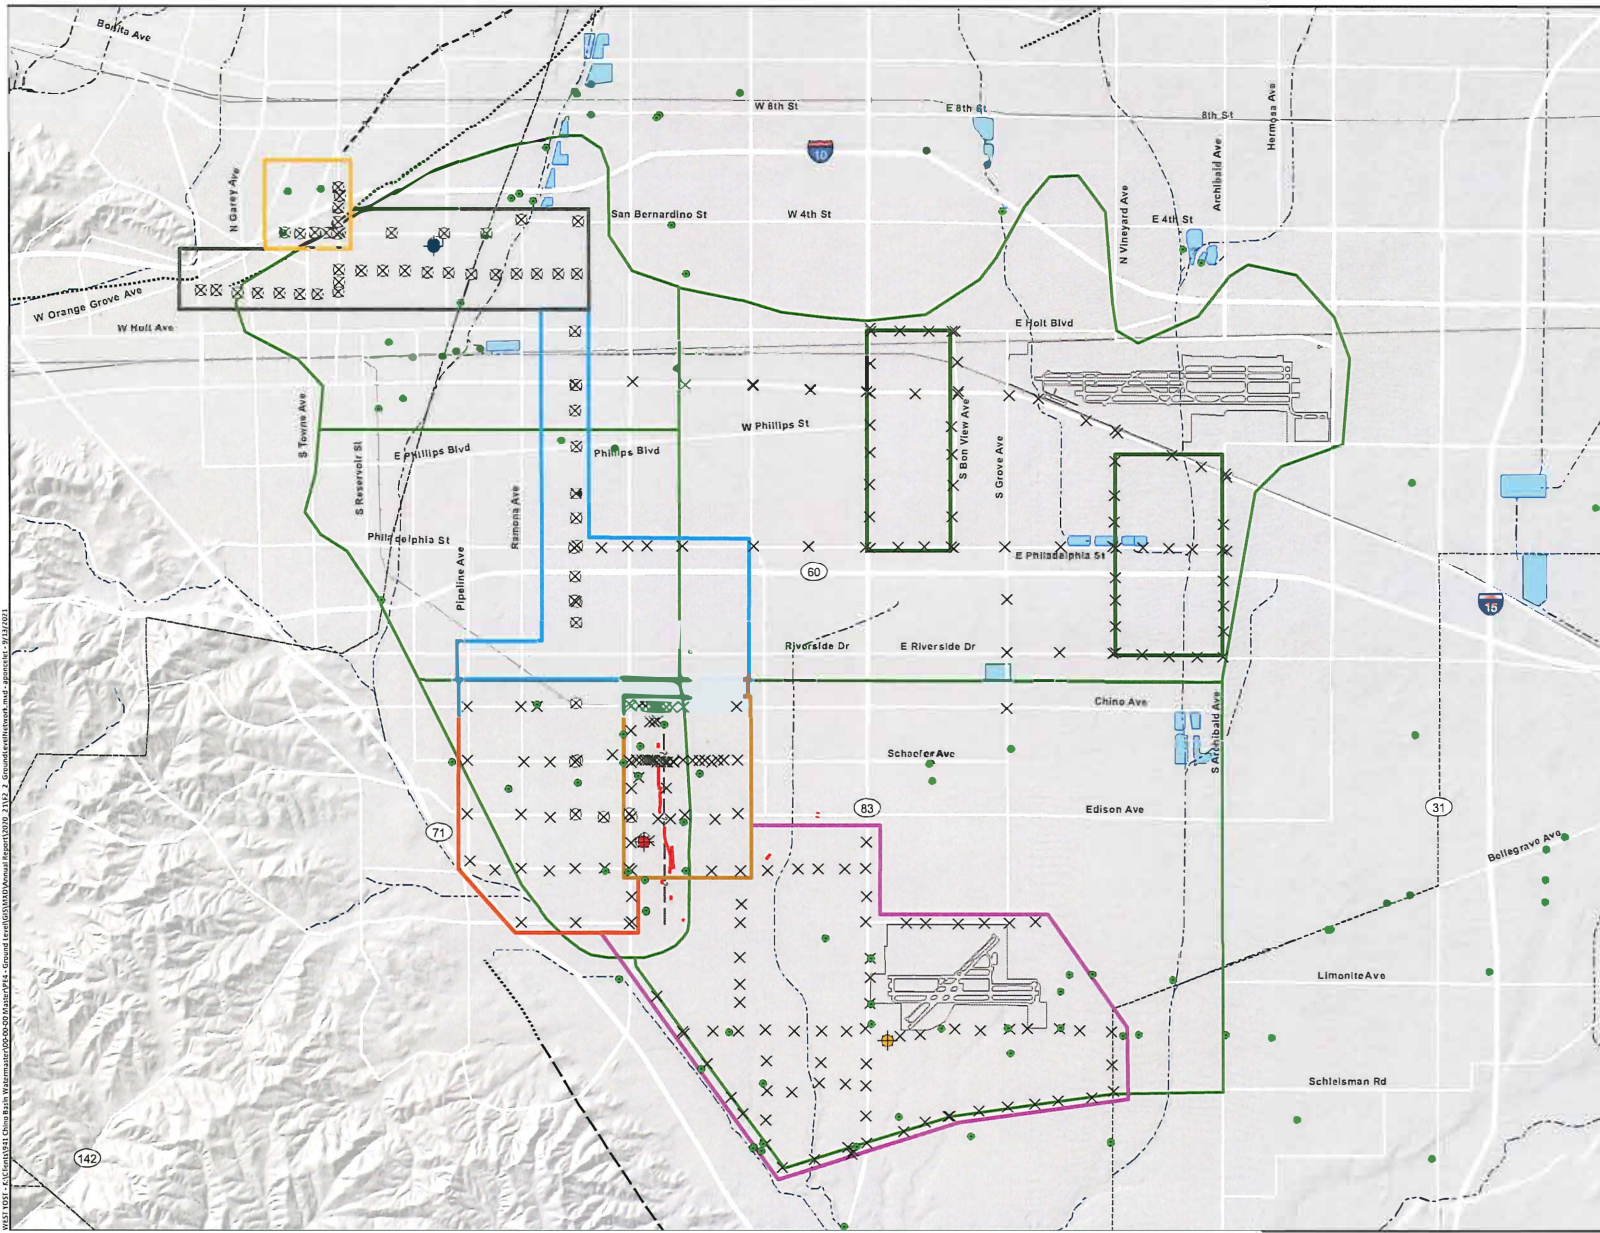 Bonita Ave
W 8th St
E 8th St
8th St
Hermosa Ave
Archibald Ave
10
N Garey Ave
San Bernardino St
W 4th St
E 4th St
N Vineyard Ave
W Orange Grove Ave
W Holt Ave
E Holt Blvd
S Towne Ave
S Reservoir St
E Phillips Blvd
Phillips Blvd
W Phillips St
S Bon View Ave
S Grove Ave
Ramona Ave
Philadelphia St
Pipeline Ave
E Philadelphia St
60
15
Riverside Dr
E Riverside Dr
Chino Ave
S Archibald Ave
Schaefer Ave
Edison Ave
83
31
71
Bellegrave Ave
Limonite Ave
Schleisman Rd
142